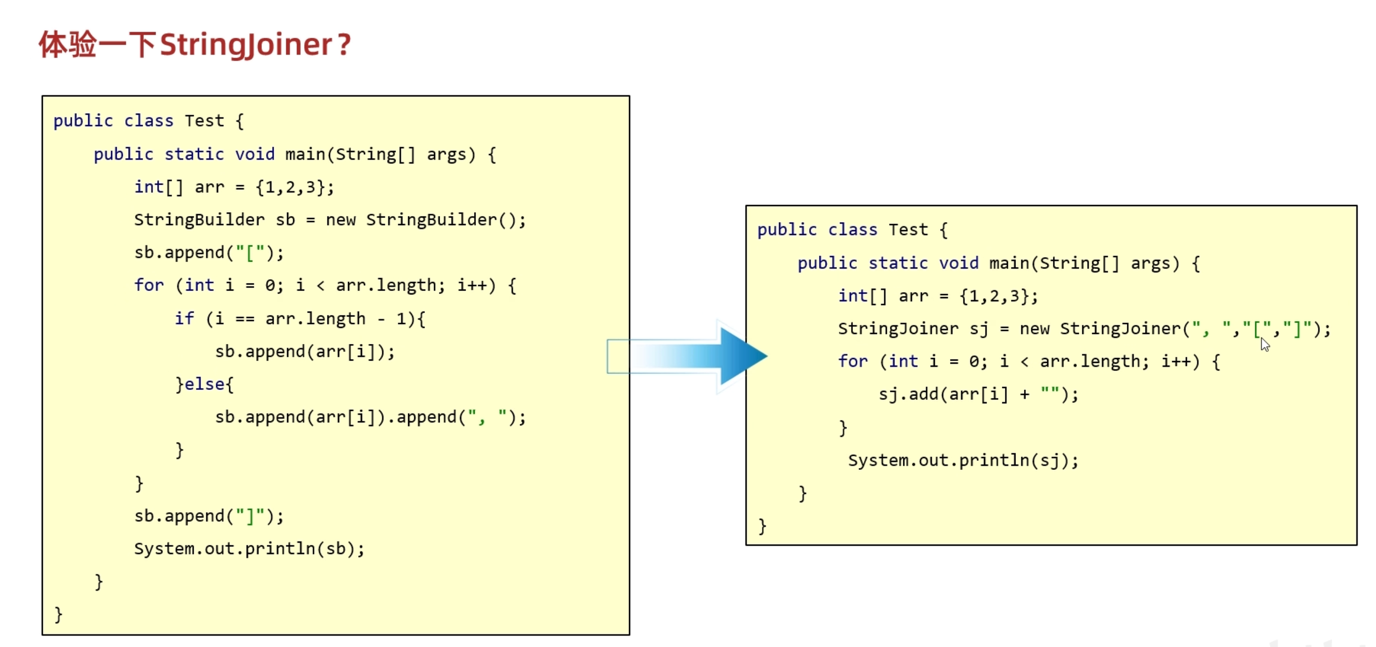 体验一下StringJoiner？
public class Test {
    public static void main(String[] args) {
        int[] arr = {1,2,3};
        StringBuilder sb = new StringBuilder();
        sb.append("[");
        for (int i = 0; i < arr.length; i++) {
            if (i == arr.length - 1){
                sb.append(arr[i]);
            }else{
                sb.append(arr[i]).append(", ");
            }
        }
        sb.append("]");
        System.out.println(sb);
    }
}
public class Test {
    public static void main(String[] args) {
        int[] arr = {1,2,3};
        StringJoiner sj = new StringJoiner(", ","[","]");
        for (int i = 0; i < arr.length; i++) {
            sj.add(arr[i] + "");
        }
         System.out.println(sj);
    }
}